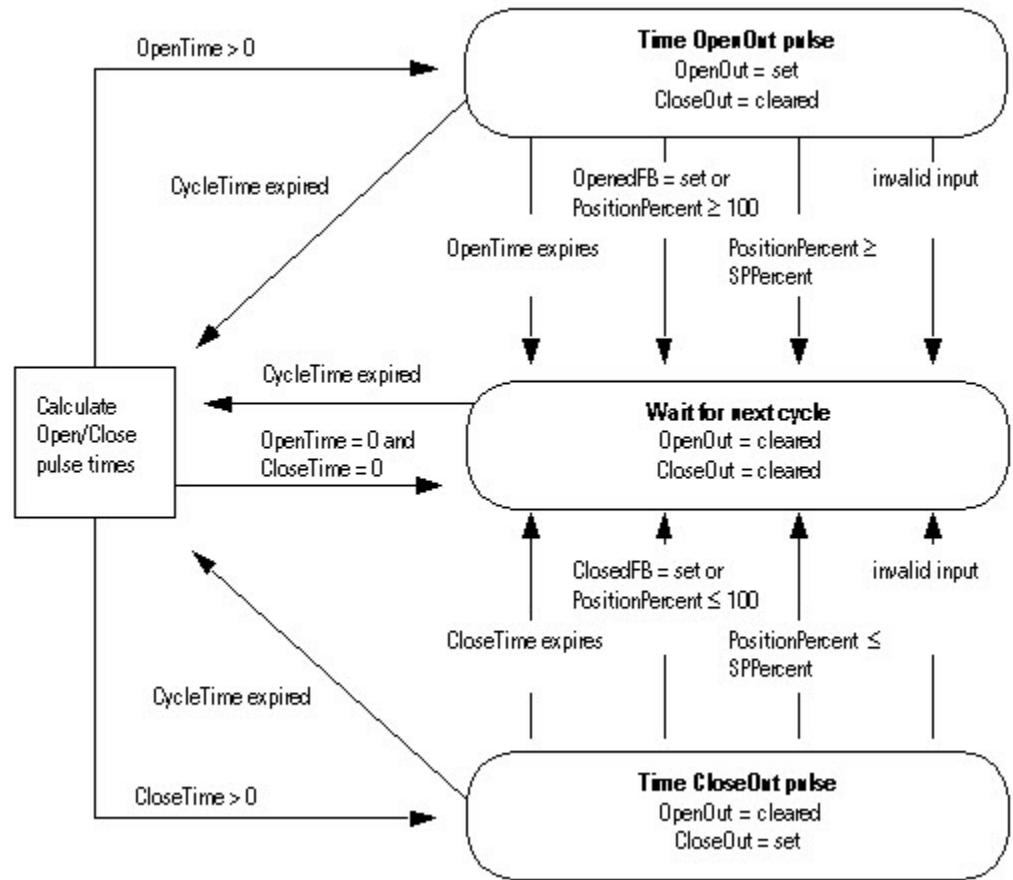 OpenTime > 0
Time OpenOut pulse
OpenOut = set
CloseOut = cleared
CycleTime expired
OpenedFB = set or
PositionPercent ≥ 100
invalid input
OpenTime expires
PositionPercent ≥
SPPercent
CycleTime expired
Calculate
Open/Close
pulse times
OpenTime = 0 and
CloseTime = 0
Wait for next cycle
OpenOut = cleared
CloseOut = cleared
ClosedFB = set or
PositionPercent ≤ 100
invalid input
CloseTime expires
PositionPercent ≤
SPPercent
CycleTime expired
CloseTime > 0
Time CloseOut pulse
OpenOut = cleared
CloseOut = set